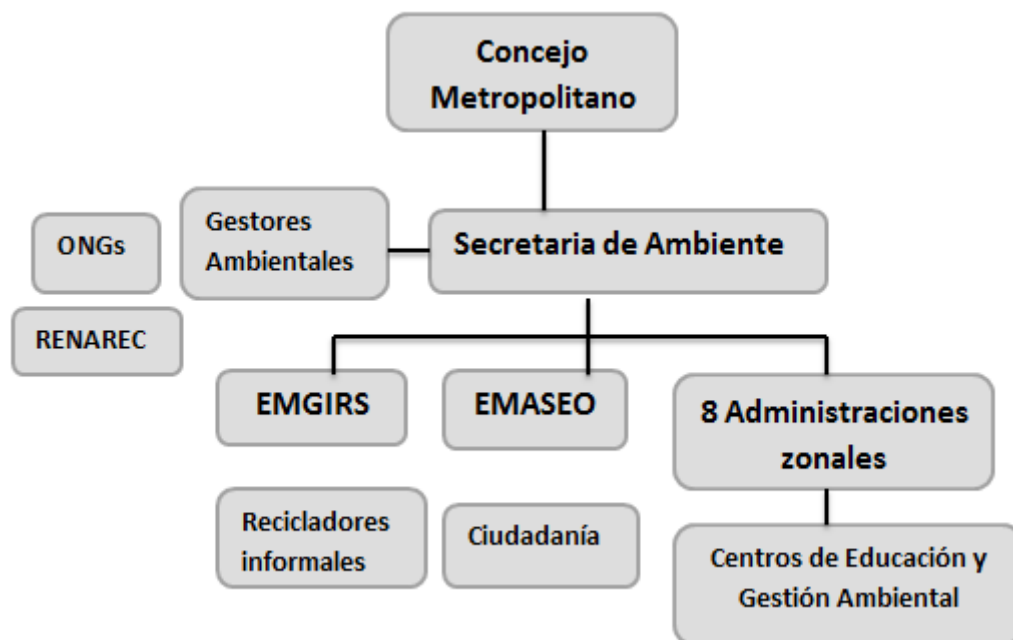 Concejo
Metropolitano
Gestores
Ambientales
Secretaria de Ambiente
ONGs
RENAREC
EMGIRS
EMASEO
8 Administraciones
zonales
Recicladores
informales
Ciudadanía
Centros de Educación y
Gestión Ambiental